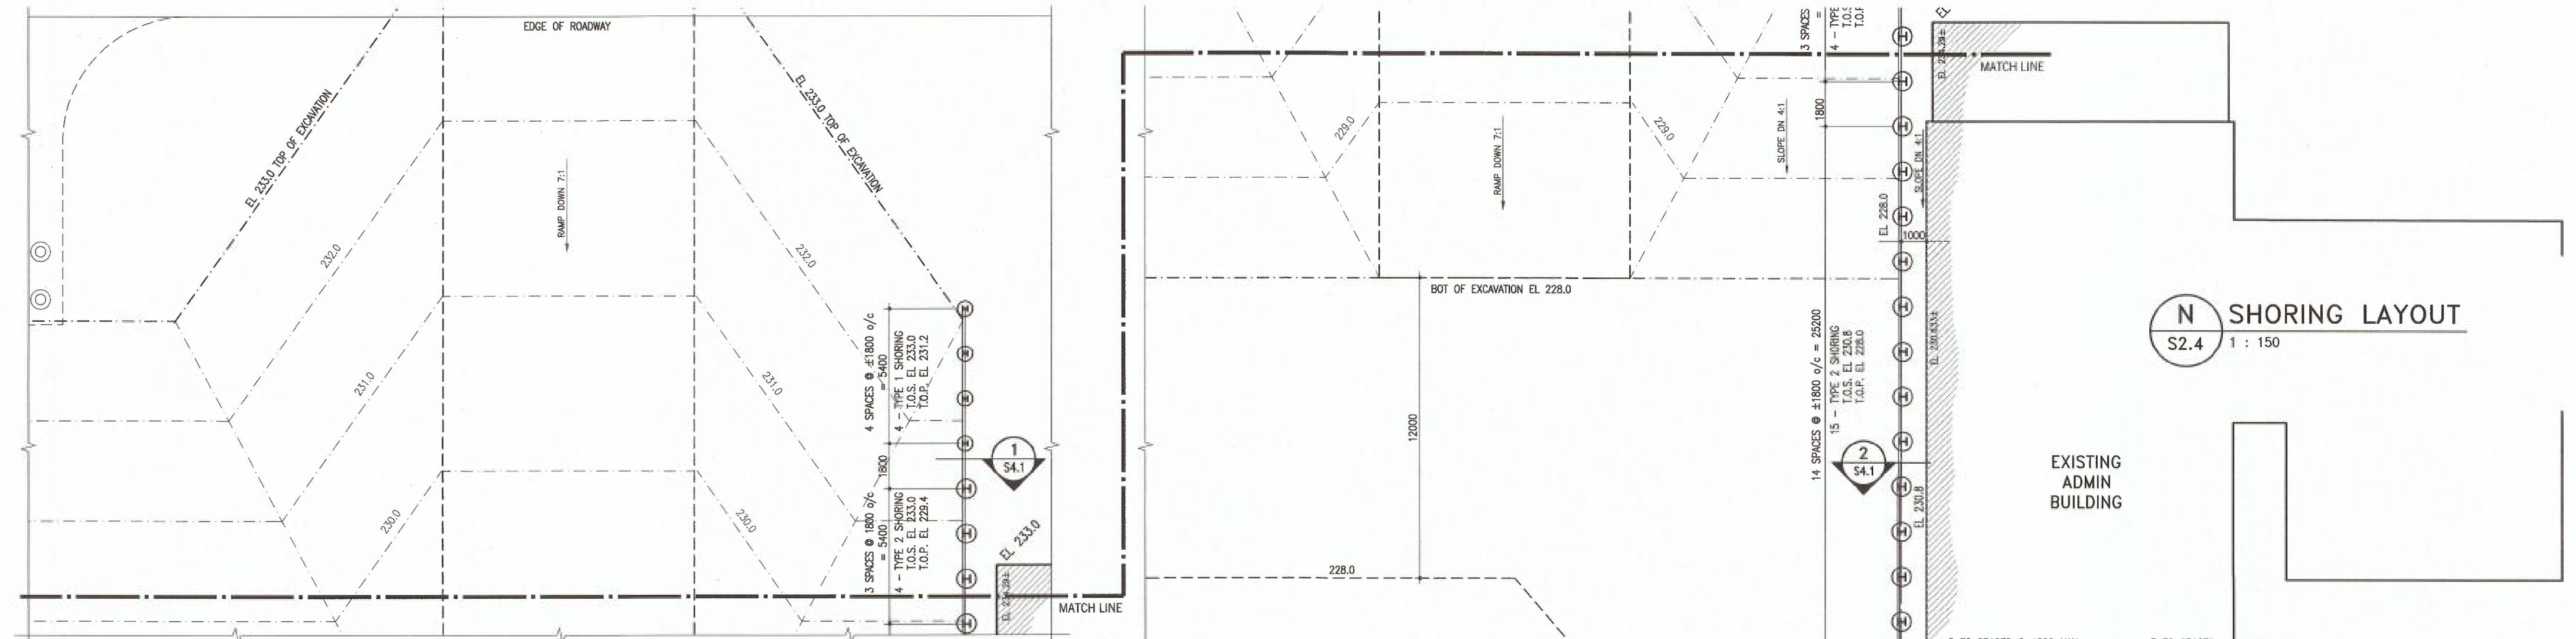 EDGE OF ROADWAY
EL 233.0 TOP OF EXCAVATION
EL 233.0 TOP OF EXCAVATION
RAMP DOWN 7:1
232.0
232.0
231.0
231.0
230.0
230.0
4 SPACES @ ±1800 o/c
= 5400
4 - TYPE 1 SHORING
T.O.S. EL 233.0
T.O.P. EL 231.2
1800
3 SPACES @ 1800 o/c
= 5400
4 - TYPE 2 SHORING
T.O.S. EL 233.0
T.O.P. EL 229.4
1
S4.1
EL 233.0
MATCH LINE
3 SPACES
4 - TYPE
EL
MATCH LINE
229.0
229.0
RAMP DOWN 7:1
SLOPE DN 4:1
1800
SLOPE DN 4:1
EL 228.0
1000
BOT OF EXCAVATION EL 228.0
12000
228.0
14 SPACES @ ±1800 o/c = 25200
15 - TYPE 2 SHORING
T.O.S. EL 230.8
T.O.P. EL 228.0
2
S4.1
EL 230.8
EXISTING
ADMIN
BUILDING
N
S2.4
SHORING LAYOUT
1 : 150